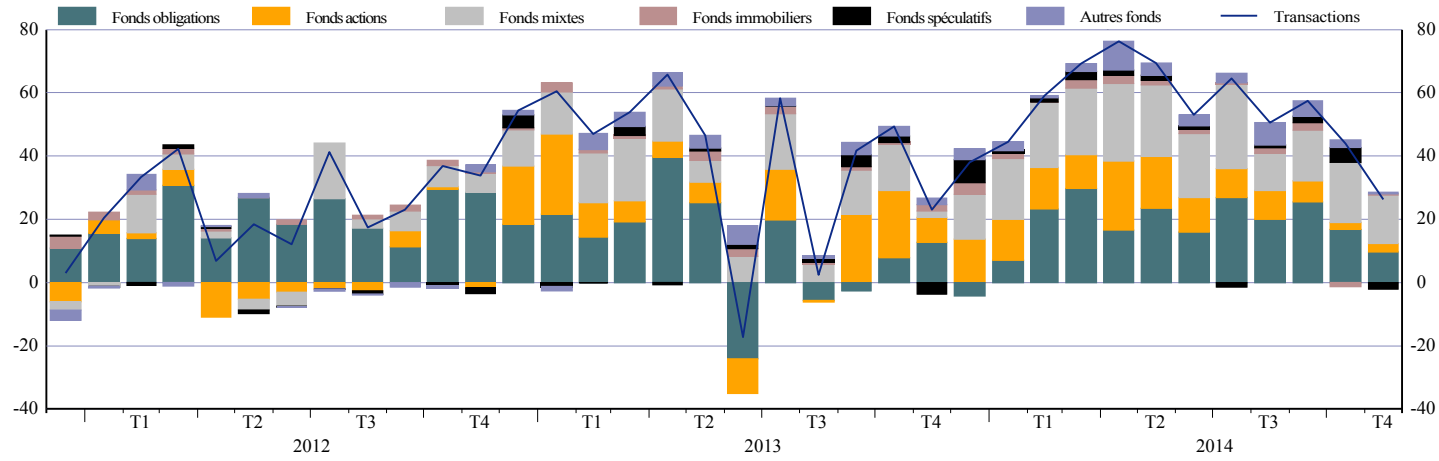 Fonds obligations Fonds actions Fonds mixtes Fonds immobiliers Fonds spéculatifs Autres fonds Transactions
80 80
60 60
40 40
20 20
0 0
-20 -20
-40 -40
T1 T2 T3 T4 T1 T2 T3 T4 T1 T2 T3 T4
2012 2013 2014